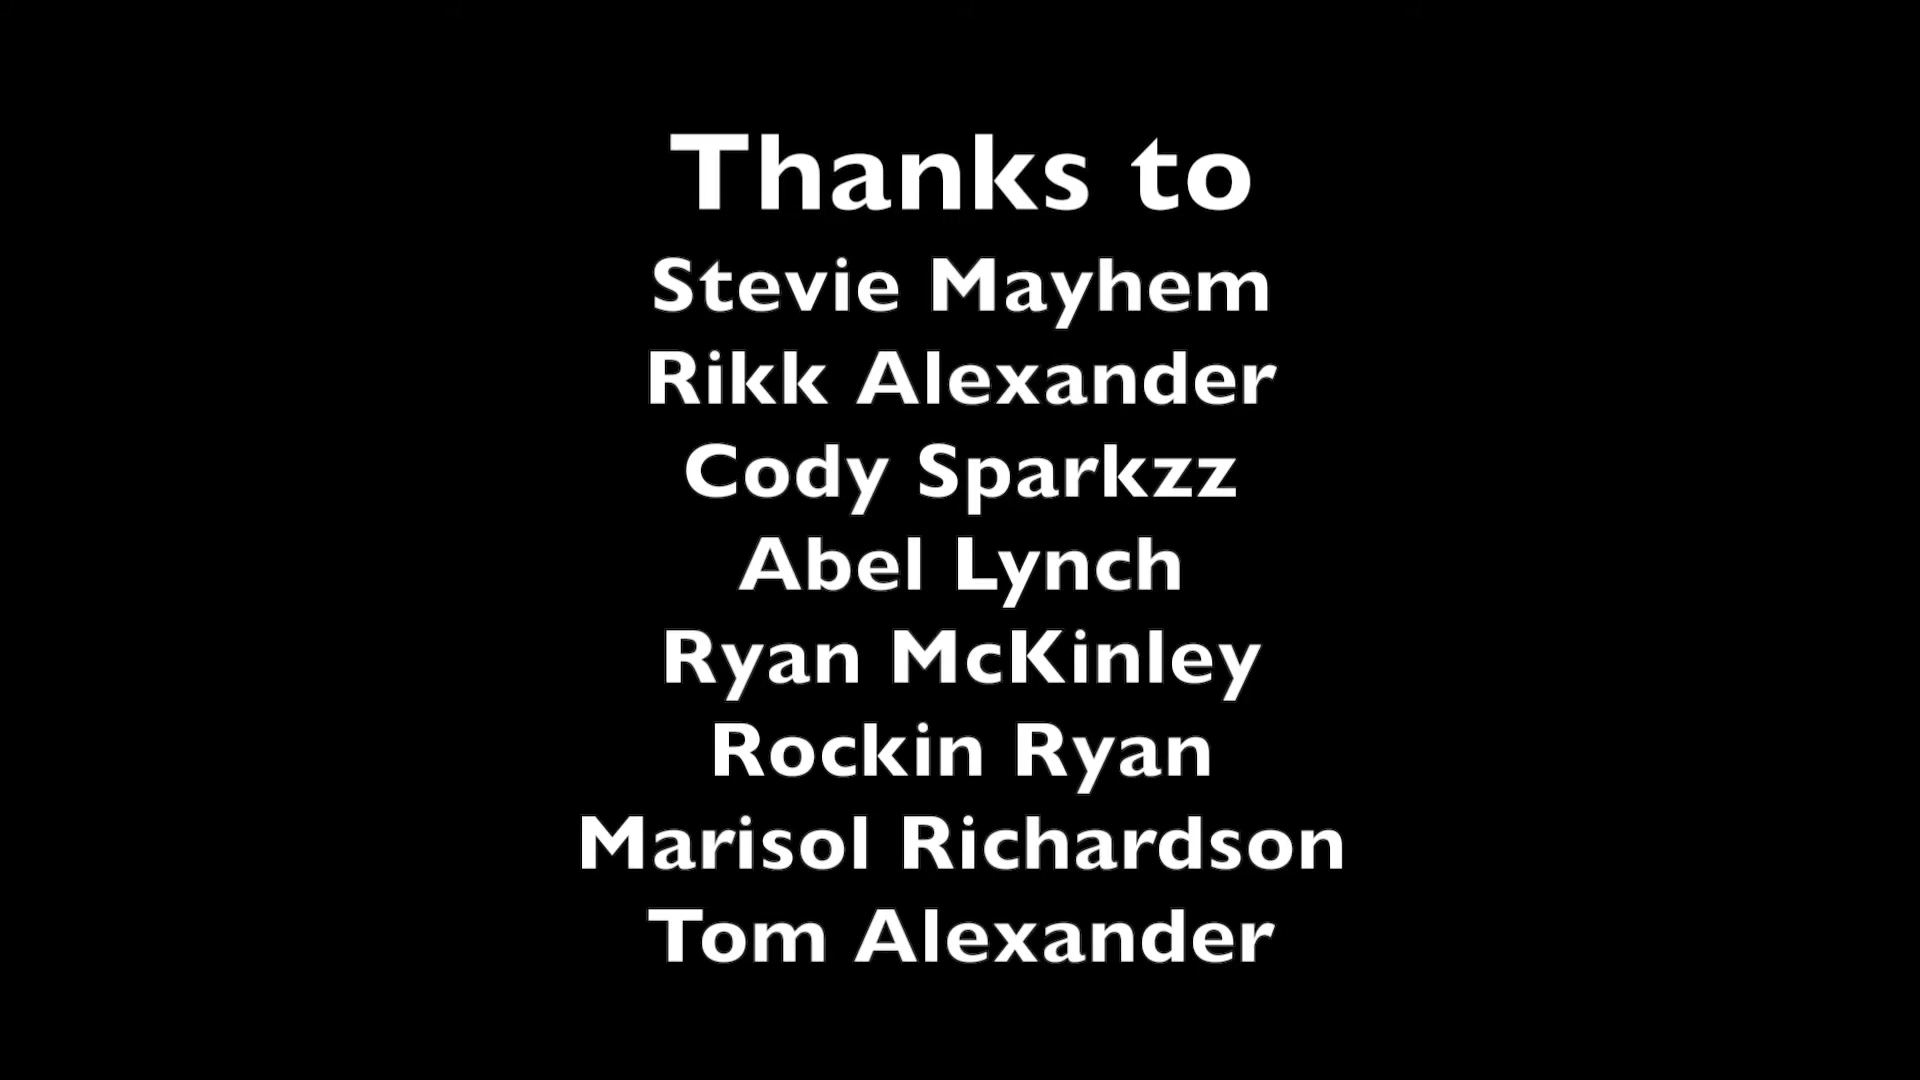 Thanks to
Stevie Mayhem
Rikk Alexander
Cody Sparkzz
Abel Lynch
Ryan McKinley
Rockin Ryan
Marisol Richardson
Tom Alexander